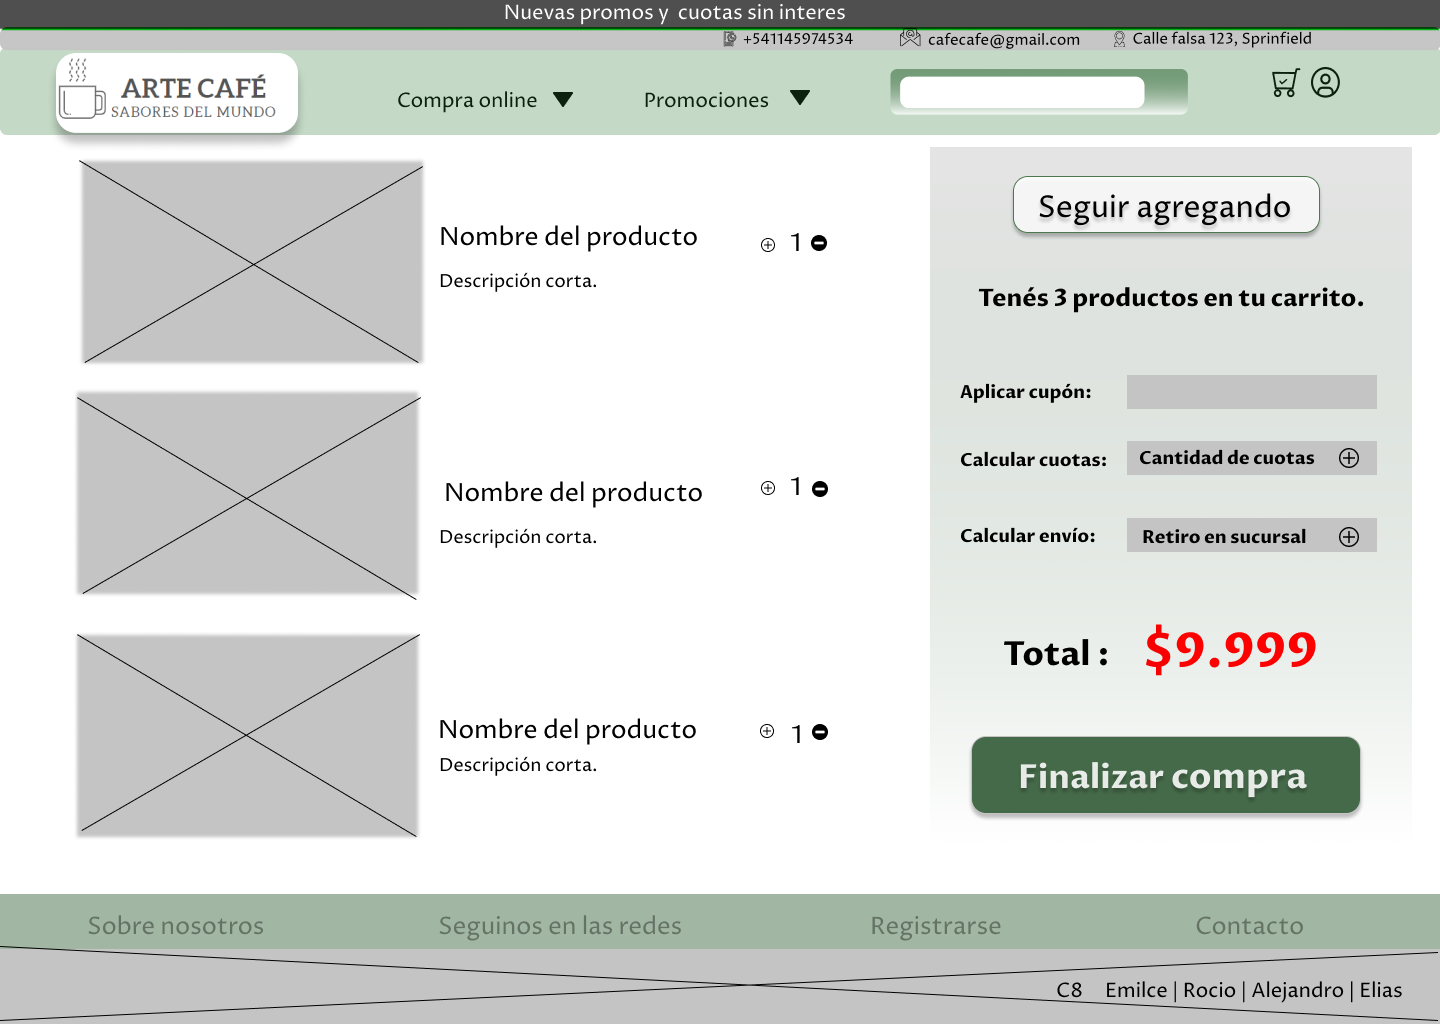 Nuevas promos y cuotas sin interes
+541145974534 cafecafe@gmail.com Calle falsa 123, Sprinfield
ARTE CAFÉ
SABORES DEL MUNDO
Compra online Promociones
Nombre del producto 1
Descripción corta.
Nombre del producto 1
Descripción corta.
Nombre del producto 1
Descripción corta.
Seguir agregando
Tenés 3 productos en tu carrito.
Aplicar cupón:
Calcular cuotas: Cantidad de cuotas
Calcular envío: Retiro en sucursal
Total : $9.999
Finalizar compra
Sobre nosotros Seguinos en las redes Registrarse Contacto
C8 Emilce | Rocio | Alejandro | Elias